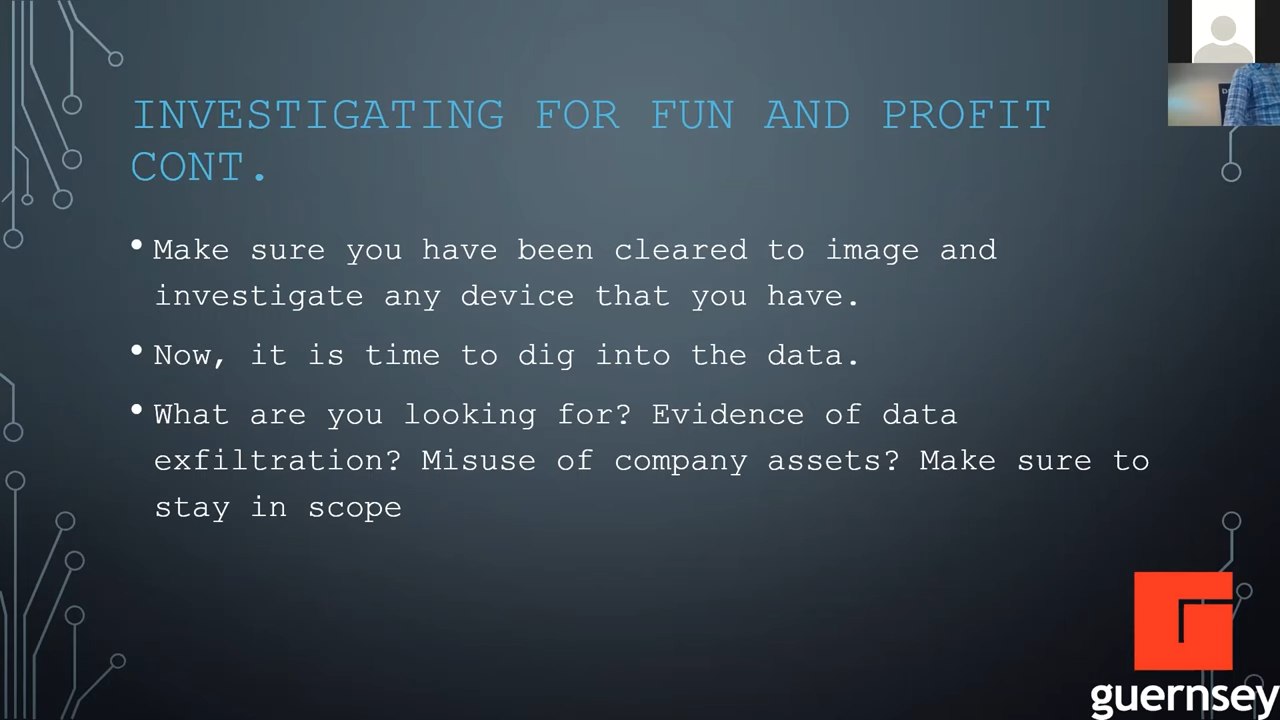 INVESTIGATING FOR FUN AND PROFIT
CONT.
• Make sure you have been cleared to image and
investigate any device that you have.
• Now, it is time to dig into the data.
• What are you looking for? Evidence of data
exfiltration? Misuse of company assets? Make sure to
stay in scope
guernsey